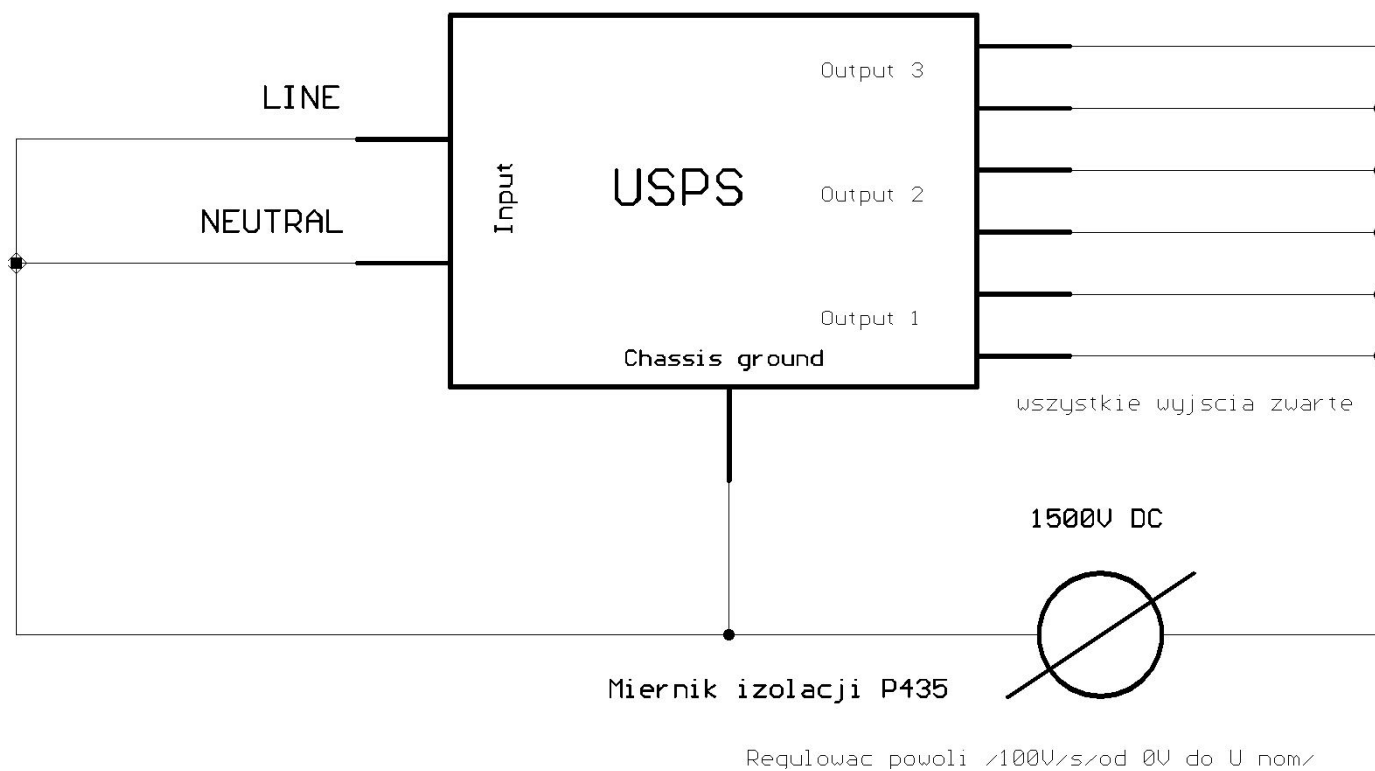 LINE
Output 3
Input
USPS
Output 2
NEUTRAL
Output 1
Chassis ground
wszystkie wyjscia zwarte
1500V DC
Miernik izolacji P435
Regulowac powoli /100V/s/od 0V do U nom/